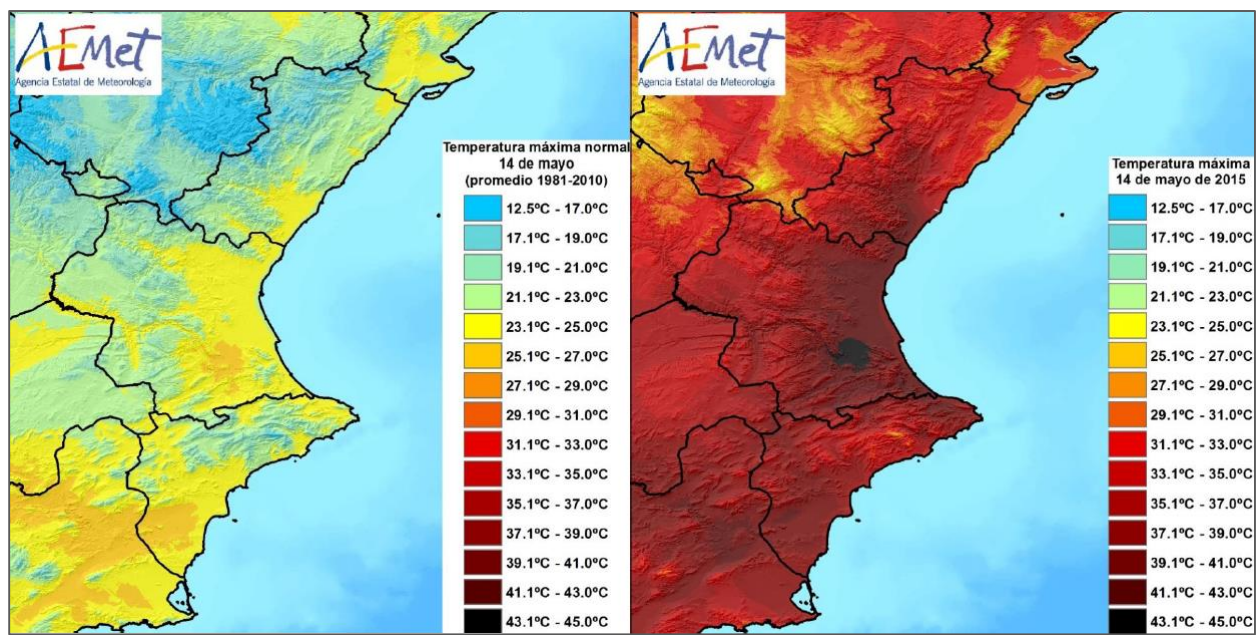 AEMet
Agencia Estatal de Meteorología
Temperatura máxima normal
14 de mayo
(promedio 1981-2010)
12.5ºC - 17.0ºC
17.1ºC - 19.0ºC
19.1ºC - 21.0ºC
21.1ºC - 23.0ºC
23.1ºC - 25.0ºC
25.1ºC - 27.0ºC
27.1ºC - 29.0ºC
29.1ºC - 31.0ºC
31.1ºC - 33.0ºC
33.1ºC - 35.0ºC
35.1ºC - 37.0ºC
37.1ºC - 39.0ºC
39.1ºC - 41.0ºC
41.1ºC - 43.0ºC
43.1ºC - 45.0ºC
AEMet
Agencia Estatal de Meteorología
Temperatura máxima
14 de mayo de 2015
12.5ºC - 17.0ºC
17.1ºC - 19.0ºC
19.1ºC - 21.0ºC
21.1ºC - 23.0ºC
23.1ºC - 25.0ºC
25.1ºC - 27.0ºC
27.1ºC - 29.0ºC
29.1ºC - 31.0ºC
31.1ºC - 33.0ºC
33.1ºC - 35.0ºC
35.1ºC - 37.0ºC
37.1ºC - 39.0ºC
39.1ºC - 41.0ºC
41.1ºC - 43.0ºC
43.1ºC - 45.0ºC